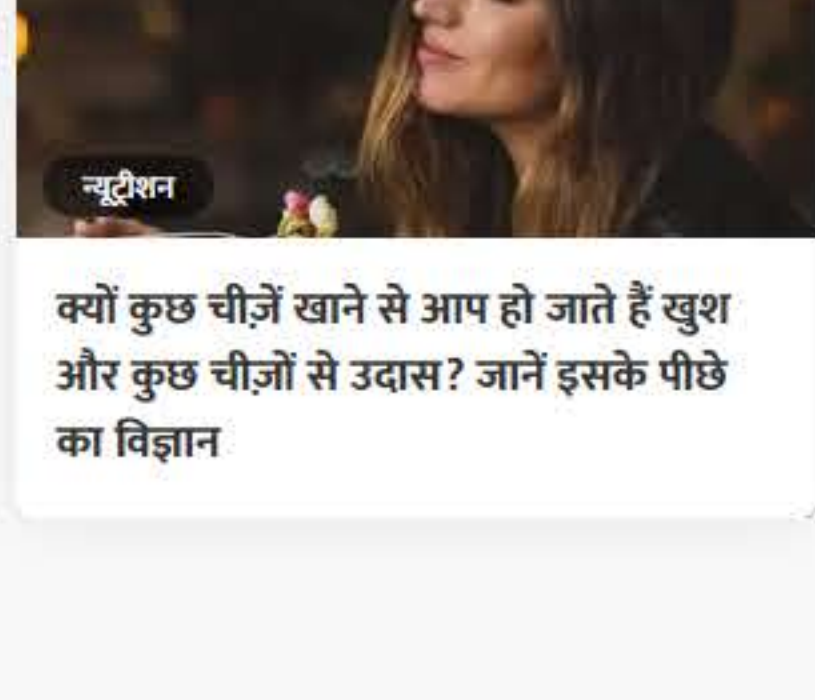 न्यूट्रीशन
क्यों कुछ चीज़ें खाने से आप हो जाते हैं खुश
और कुछ चीज़ों से उदास? जानें इसके पीछे
का विज्ञान